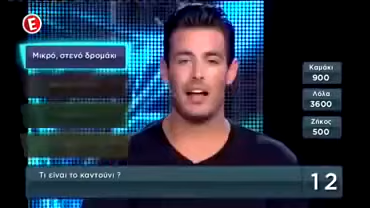 E
Μικρό, στενό δρομάκι
Καμάκι
900
Λόλα
3600
Ζήκος
500
Τι είναι το καντούνι ?
12